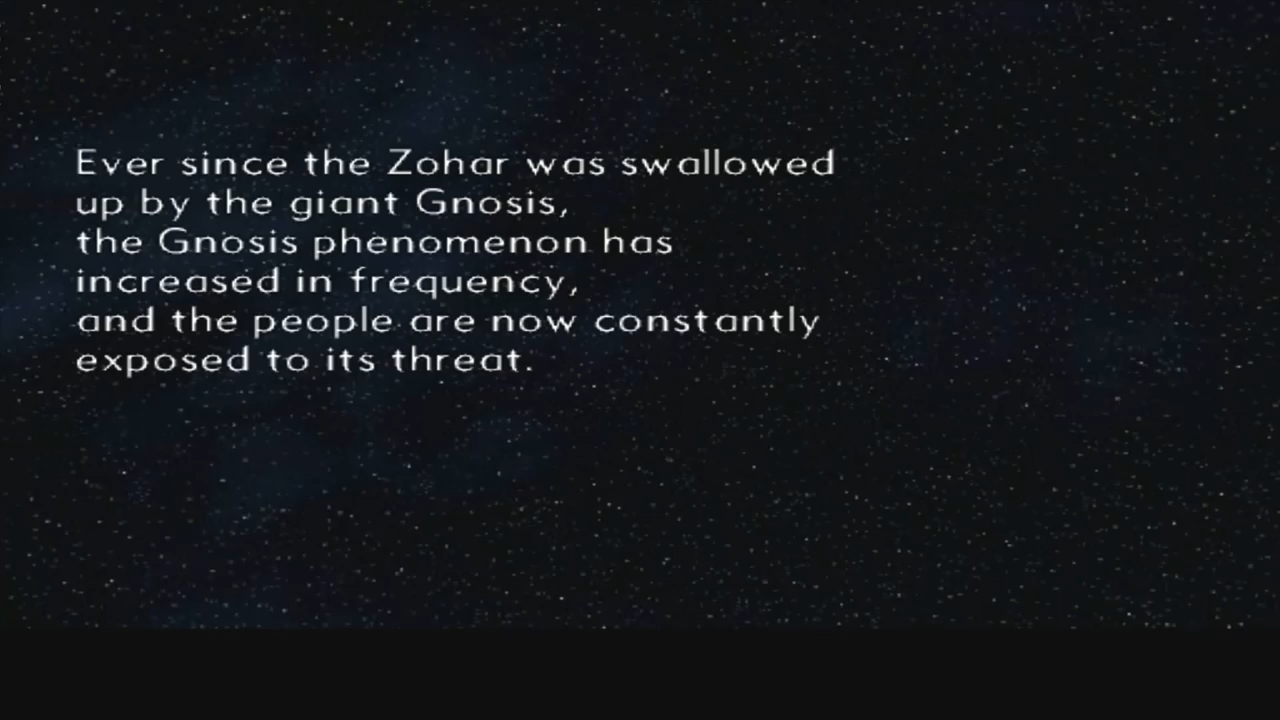 Ever since the Zohar was swallowed
up by the giant Gnosis,
the Gnosis phenomenon has
increased in frequency,
and the people are now constantly
exposed to its threat.